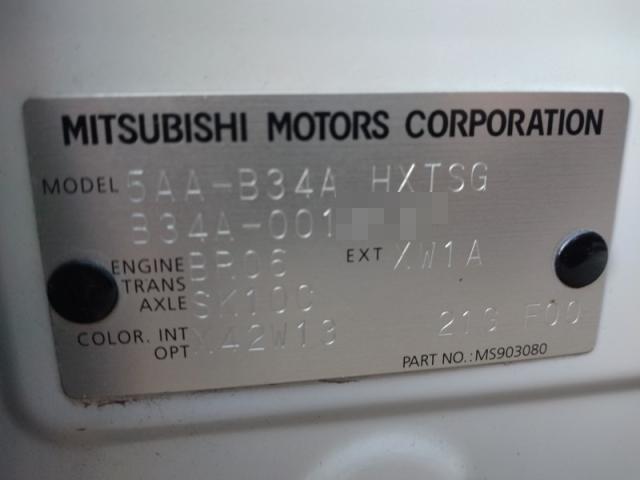 MITSUBISHI MOTORS CORPORATION
MODEL 5AA-B34A HXTSG
B34A-001
ENGINE BR06 EXT XW1A
TRANS AXLE SK10C
COLOR. INT OPT X42W13 21G F00
PART NO.: MS903080